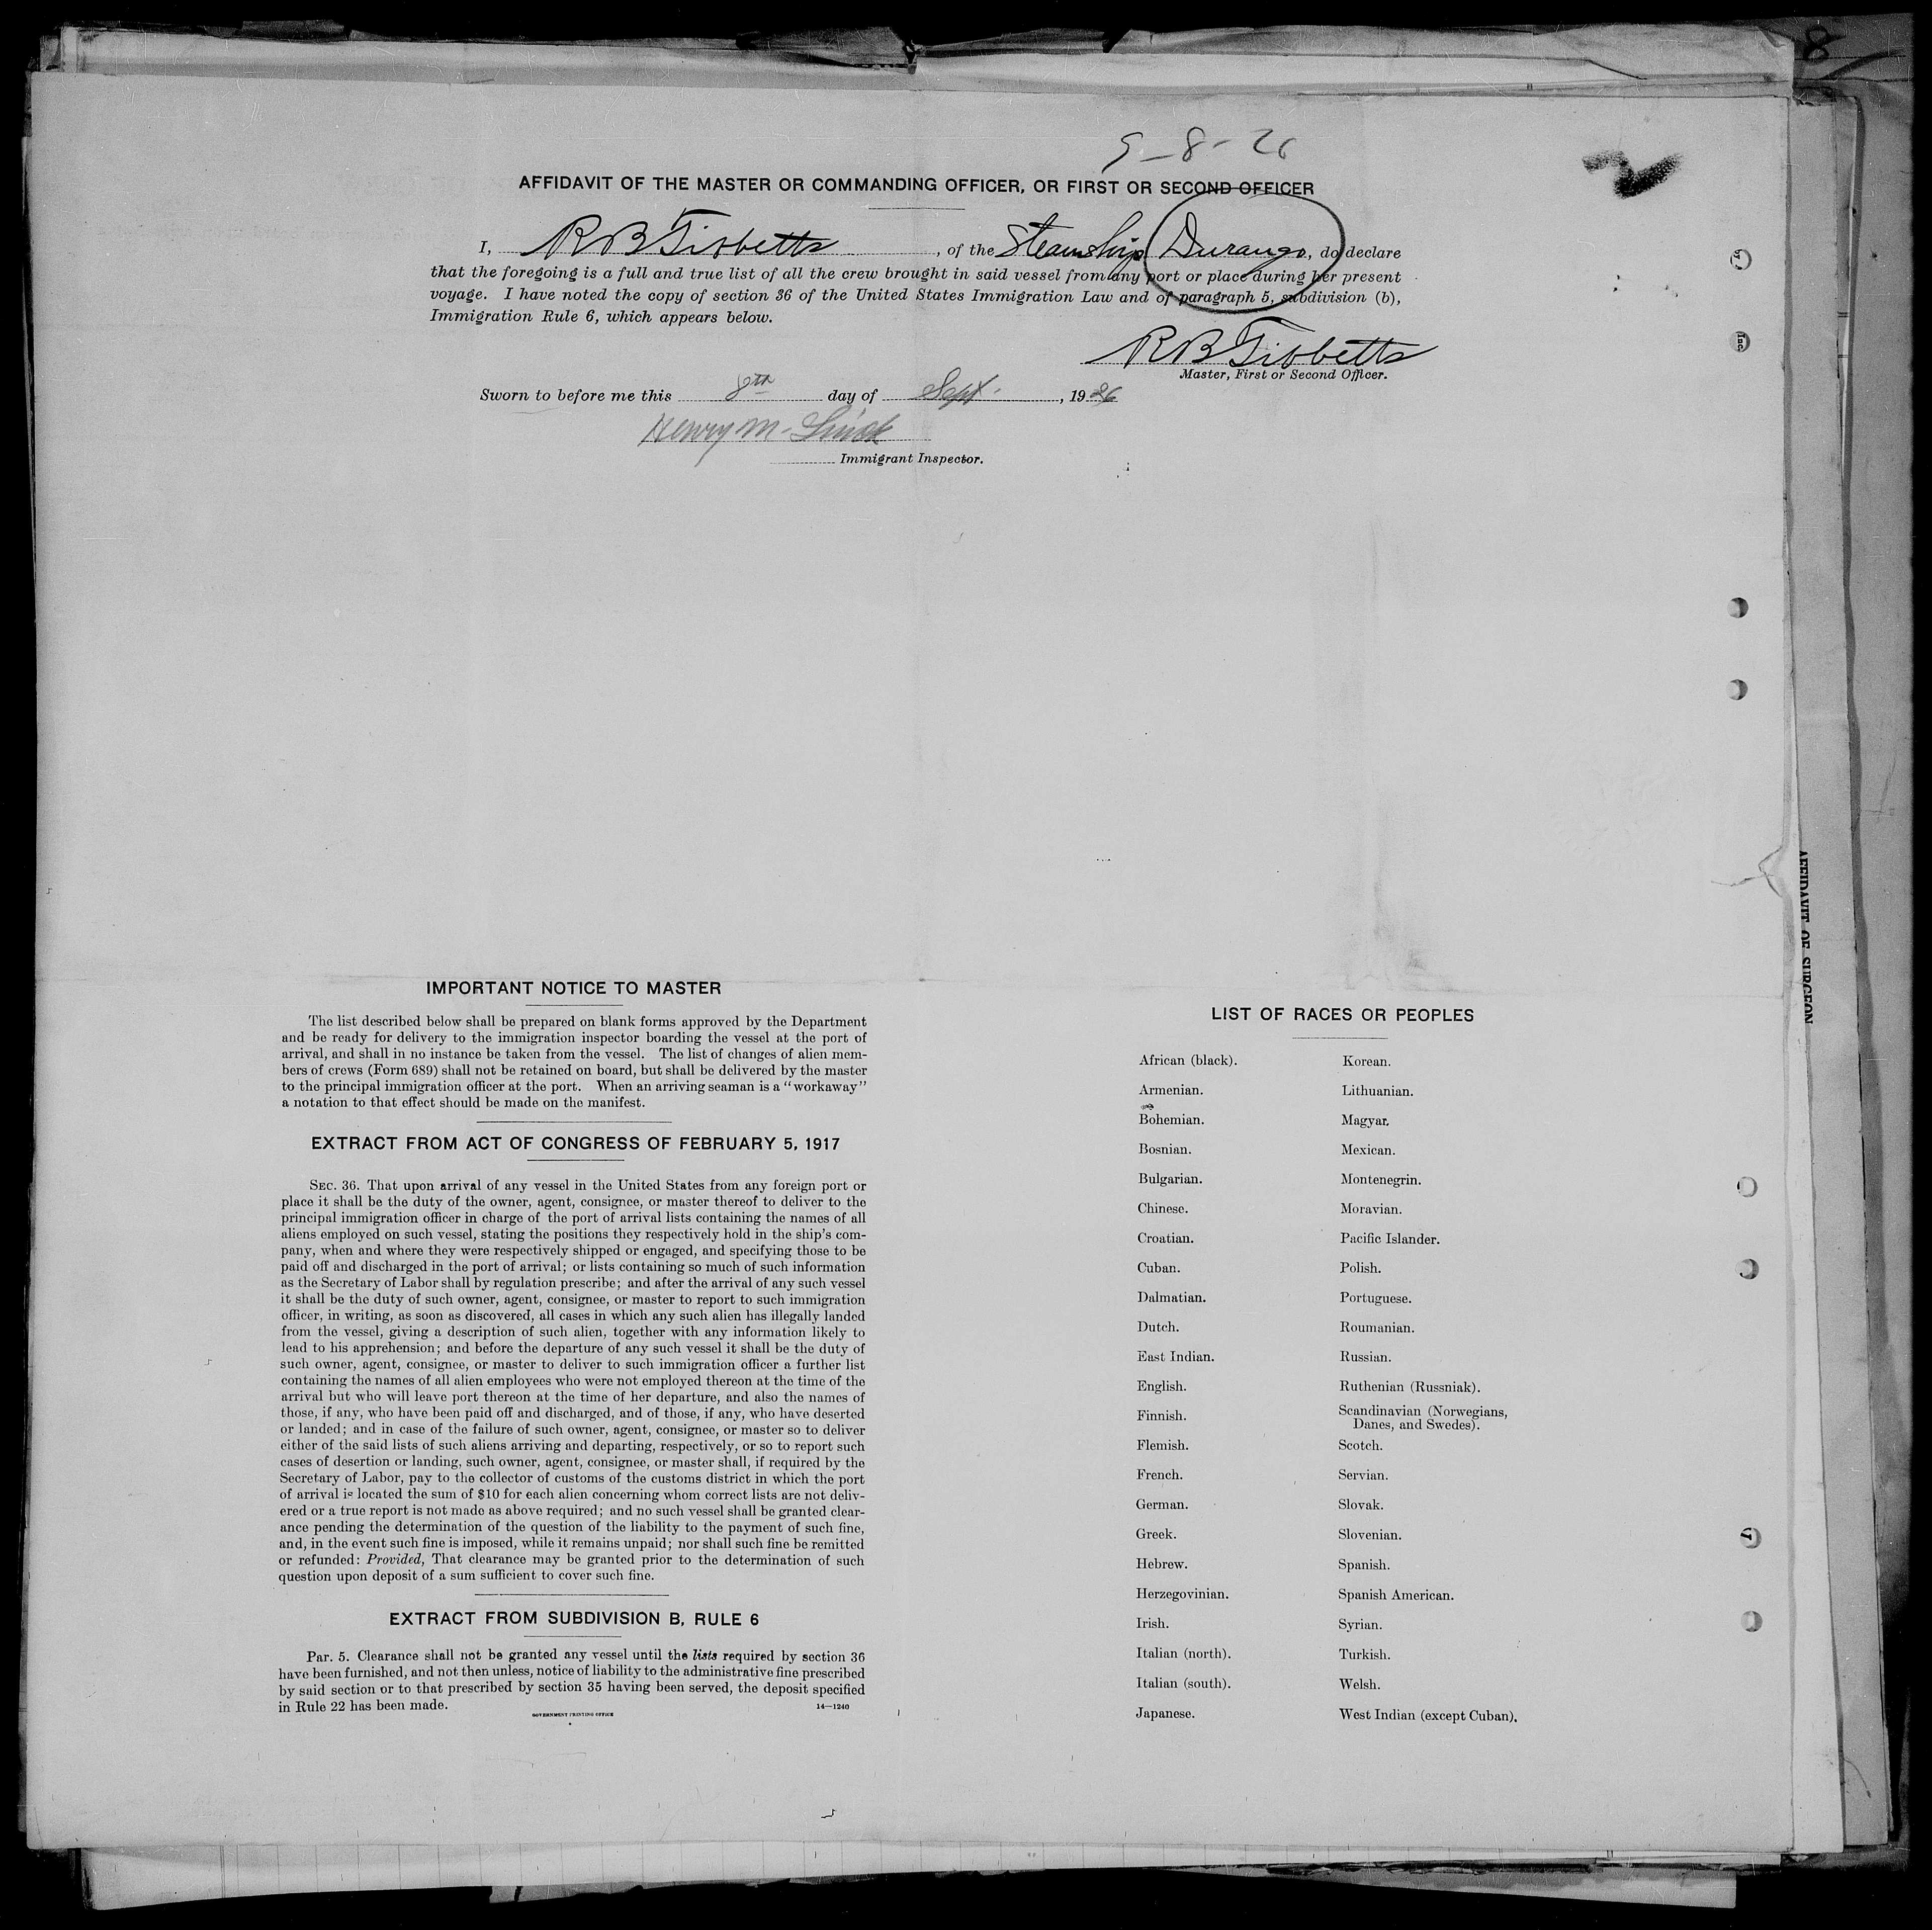 8
9-8-26
AFFIDAVIT OF THE MASTER OR COMMANDING OFFICER, OR FIRST OR SECOND OFFICER
I, R B Tibbetts, of the Steamship Durango, do declare
that the foregoing is a full and true list of all the crew brought in said vessel from any port or place during her present
voyage. I have noted the copy of section 36 of the United States Immigration Law and of paragraph 5, subdivision (b),
Immigration Rule 6, which appears below.
R B Tibbetts
Master, First or Second Officer.
Sworn to before me this 8th day of Sept., 1926
Henry M.
Immigrant Inspector.
AFFIDAVIT OF SURGEON
IMPORTANT NOTICE TO MASTER
The list described below shall be prepared on blank forms approved by the Department
and be ready for delivery to the immigration inspector boarding the vessel at the port of
arrival, and shall in no instance be taken from the vessel. The list of changes of alien mem-
bers of crews (Form 689) shall not be retained on board, but shall be delivered by the master
to the principal immigration officer at the port. When an arriving seaman is a "workaway"
a notation to that effect should be made on the manifest.
EXTRACT FROM ACT OF CONGRESS OF FEBRUARY 5, 1917
SEC. 36. That upon arrival of any vessel in the United States from any foreign port or
place it shall be the duty of the owner, agent, consignee, or master thereof to deliver to the
principal immigration officer in charge of the port of arrival lists containing the names of all
aliens employed on such vessel, stating the positions they respectively hold in the ship's com-
pany, when and where they were respectively shipped or engaged, and specifying those to be
paid off and discharged in the port of arrival; or lists containing so much of such information
as the Secretary of Labor shall by regulation prescribe; and after the arrival of any such vessel
it shall be the duty of such owner, agent, consignee, or master to report to such immigration
officer, in writing, as soon as discovered, all cases in which any such alien has illegally landed
from the vessel, giving a description of such alien, together with any information likely to
lead to his apprehension; and before the departure of any such vessel it shall be the duty of
such owner, agent, consignee, or master to deliver to such immigration officer a further list
containing the names of all alien employees who were not employed thereon at the time of the
arrival but who will leave port thereon at the time of her departure, and also the names of
those, if any, who have been paid off and discharged, and of those, if any, who have deserted
or landed; and in case of the failure of such owner, agent, consignee, or master so to deliver
either of the said lists of such aliens arriving and departing, respectively, or so to report such
cases of desertion or landing, such owner, agent, consignee, or master shall, if required by the
Secretary of Labor, pay to the collector of customs of the customs district in which the port
of arrival is located the sum of $10 for each alien concerning whom correct lists are not deliv-
ered or a true report is not made as above required; and no such vessel shall be granted clear-
ance pending the determination of the question of the liability to the payment of such fine,
and, in the event such fine is imposed, while it remains unpaid; nor shall such fine be remitted
or refunded: Provided, That clearance may be granted prior to the determination of such
question upon deposit of a sum sufficient to cover such fine.
EXTRACT FROM SUBDIVISION B, RULE 6
Par. 5. Clearance shall not be granted any vessel until the lists required by section 36
have been furnished, and not then unless, notice of liability to the administrative fine prescribed
by said section or to that prescribed by section 35 having been served, the deposit specified
in Rule 22 has been made.
14—1240
GOVERNMENT PRINTING OFFICE
LIST OF RACES OR PEOPLES
African (black).
Armenian.
Bohemian.
Bosnian.
Bulgarian.
Chinese.
Croatian.
Cuban.
Dalmatian.
Dutch.
East Indian.
English.
Finnish.
Flemish.
French.
German.
Greek.
Hebrew.
Herzegovinian.
Irish.
Italian (north).
Italian (south).
Japanese.
Korean.
Lithuanian.
Magyar.
Mexican.
Montenegrin.
Moravian.
Pacific Islander.
Polish.
Portuguese.
Roumanian.
Russian.
Ruthenian (Russniak).
Scandinavian (Norwegians,
Danes, and Swedes).
Scotch.
Servian.
Slovak.
Slovenian.
Spanish.
Spanish American.
Syrian.
Turkish.
Welsh.
West Indian (except Cuban).